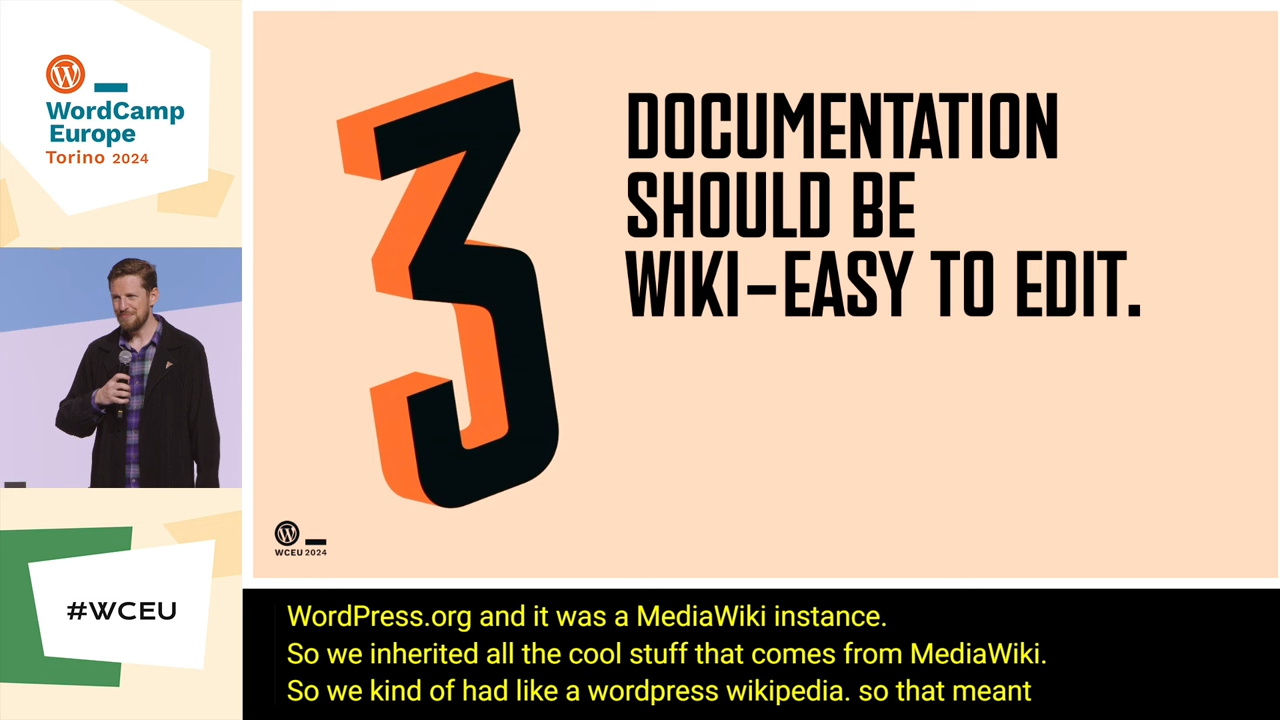 WordCamp
Europe
Torino 2024
#WCEU
3
DOCUMENTATION
SHOULD BE
WIKI-EASY TO EDIT.
WCEU 2024
WordPress.org and it was a MediaWiki instance.
So we inherited all the cool stuff that comes from MediaWiki.
So we kind of had like a wordpress wikipedia. so that meant